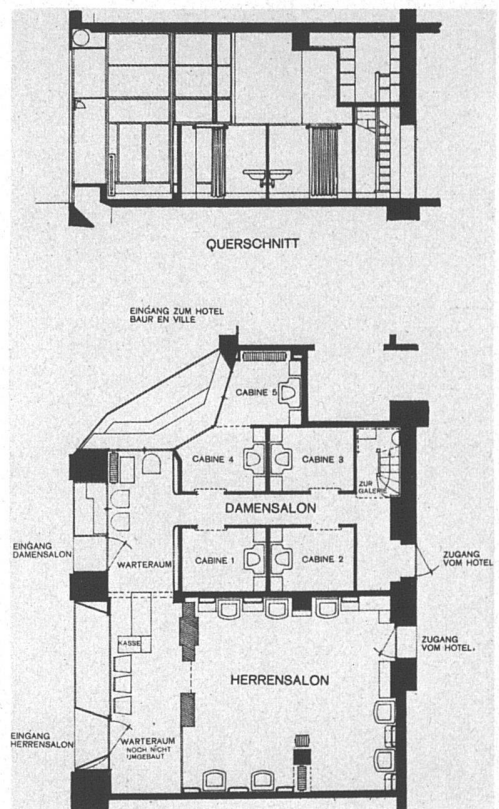 QUERSCHNITT
EINGANG ZUM HOTEL
BAUR EN VILLE
CABINE 5
CABINE 4
CABINE 3
ZUR
GALERIE
DAMENSALON
EINGANG
DAMENSALON
WARTERAUM
CABINE 1
CABINE 2
ZUGANG
VOM HOTEL
KASSE
HERRENSALON
ZUGANG
VOM HOTEL.
EINGANG
HERRENSALON
WARTERAUM
NOCH NICHT
UMGEBAUT